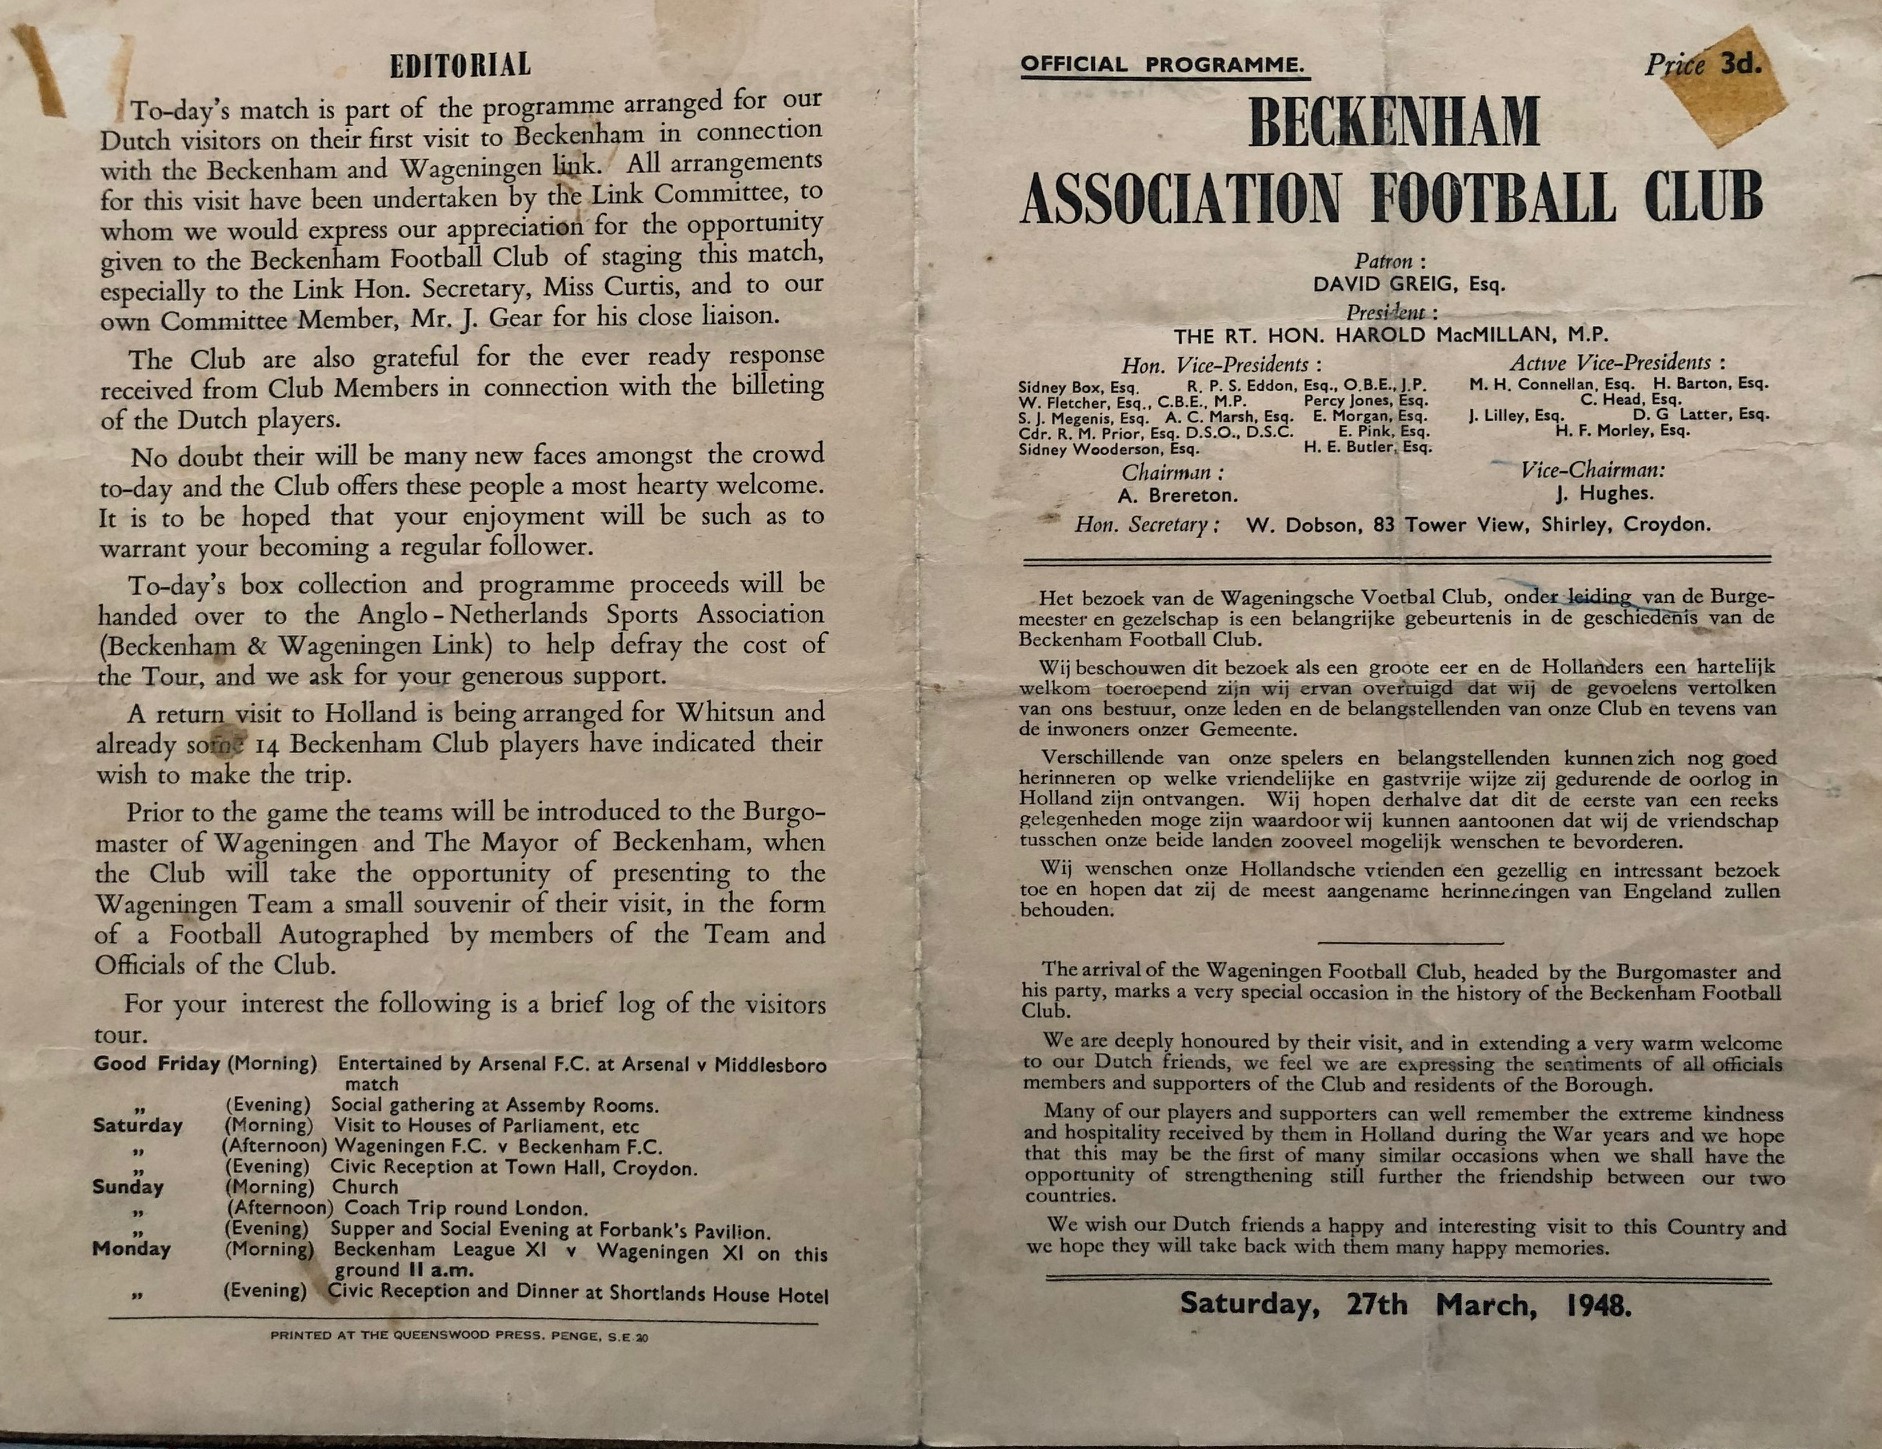 EDITORIAL
To-day's match is part of the programme arranged for our
Dutch visitors on their first visit to Beckenham in connection
with the Beckenham and Wageningen link. All arrangements
for this visit have been undertaken by the Link Committee, to
whom we would express our appreciation for the opportunity
given to the Beckenham Football Club of staging this match,
especially to the Link Hon. Secretary, Miss Curtis, and to our
own Committee Member, Mr. J. Gear for his close liaison.
The Club are also grateful for the ever ready response
received from Club Members in connection with the billeting
of the Dutch players.
No doubt their will be many new faces amongst the crowd
to-day and the Club offers these people a most hearty welcome.
It is to be hoped that your enjoyment will be such as to
warrant your becoming a regular follower.
To-day's box collection and programme proceeds will be
handed over to the Anglo-Netherlands Sports Association
(Beckenham & Wageningen Link) to help defray the cost of
the Tour, and we ask for your generous support.
A return visit to Holland is being arranged for Whitsun and
already some 14 Beckenham Club players have indicated their
wish to make the trip.
Prior to the game the teams will be introduced to the Burgo-
master of Wageningen and The Mayor of Beckenham, when
the Club will take the opportunity of presenting to the
Wageningen Team a small souvenir of their visit, in the form
of a Football Autographed by members of the Team and
Officials of the Club.
For your interest the following is a brief log of the visitors
tour.
Good Friday (Morning) Entertained by Arsenal F.C. at Arsenal v Middlesboro
match
„ (Evening) Social gathering at Assemby Rooms.
Saturday (Morning) Visit to Houses of Parliament, etc
„ (Afternoon) Wageningen F.C. v Beckenham F.C.
„ (Evening) Civic Reception at Town Hall, Croydon.
Sunday (Morning) Church
„ (Afternoon) Coach Trip round London.
„ (Evening) Supper and Social Evening at Forbank's Pavilion.
Monday (Morning) Beckenham League XI v Wageningen XI on this
ground 11 a.m.
„ (Evening) Civic Reception and Dinner at Shortlands House Hotel
PRINTED AT THE QUEENSWOOD PRESS. PENGE, S.E 20
OFFICIAL PROGRAMME. Price 3d.
BECKENHAM
ASSOCIATION FOOTBALL CLUB
Patron :
DAVID GREIG, Esq.
President :
THE RT. HON. HAROLD MacMILLAN, M.P.
Hon. Vice-Presidents : Active Vice-Presidents :
Sidney Box, Esq. R. P. S. Eddon, Esq., O.B.E., J.P. M. H. Connellan, Esq. H. Barton, Esq.
W. Fletcher, Esq., C.B.E., M.P. Percy Jones, Esq. C. Head, Esq.
S. J. Megenis, Esq. A. C. Marsh, Esq. E. Morgan, Esq. J. Lilley, Esq. D. G Latter, Esq.
Cdr. R. M. Prior, Esq. D.S.O., D.S.C. E. Pink, Esq. H. F. Morley, Esq.
Sidney Wooderson, Esq. H. E. Butler, Esq.
Chairman : Vice-Chairman:
A. Brereton. J. Hughes.
Hon. Secretary : W. Dobson, 83 Tower View, Shirley, Croydon.
Het bezoek van de Wageningsche Voetbal Club, onder leiding van de Burge-
meester en gezelschap is een belangrijke gebeurtenis in de geschiedenis van de
Beckenham Football Club.
Wij beschouwen dit bezoek als een groote eer en de Hollanders een hartelijk
welkom toeroepend zijn wij ervan overtuigd dat wij de gevoelens vertolken
van ons bestuur, onze leden en de belangstellenden van onze Club en tevens van
de inwoners onzer Gemeente.
Verschillende van onze spelers en belangstellenden kunnen zich nog goed
herinneren op welke vriendelijke en gastvrije wijze zij gedurende de oorlog in
Holland zijn ontvangen. Wij hopen derhalve dat dit de eerste van een reeks
gelegenheden moge zijn waardoor wij kunnen aantoonen dat wij de vriendschap
tusschen onze beide landen zooveel mogelijk wenschen te bevorderen.
Wij wenschen onze Hollandsche vrienden een gezellig en intressant bezoek
toe en hopen dat zij de meest aangename herinneringen van Engeland zullen
behouden.
The arrival of the Wageningen Football Club, headed by the Burgomaster and
his party, marks a very special occasion in the history of the Beckenham Football
Club.
We are deeply honoured by their visit, and in extending a very warm welcome
to our Dutch friends, we feel we are expressing the sentiments of all officials
members and supporters of the Club and residents of the Borough.
Many of our players and supporters can well remember the extreme kindness
and hospitality received by them in Holland during the War years and we hope
that this may be the first of many similar occasions when we shall have the
opportunity of strengthening still further the friendship between our two
countries.
We wish our Dutch friends a happy and interesting visit to this Country and
we hope they will take back with them many happy memories.
Saturday, 27th March, 1948.